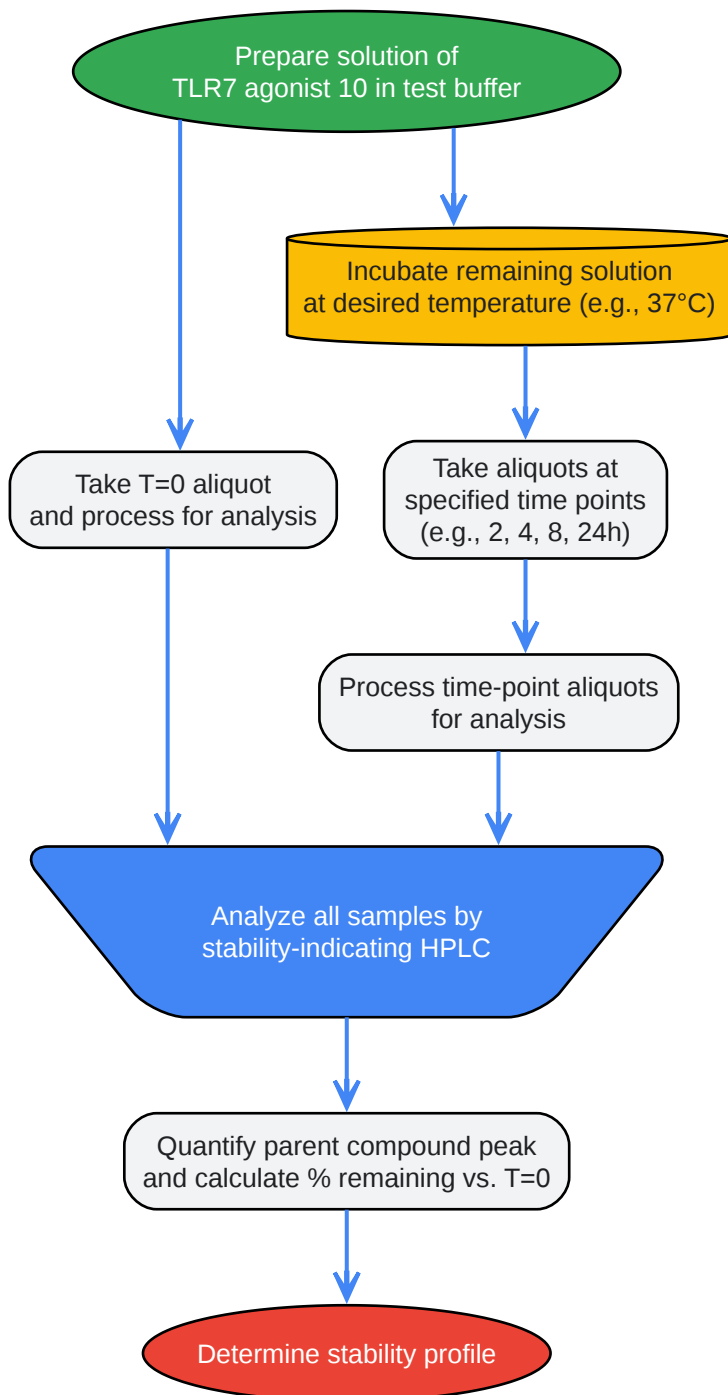 Prepare solution of
TLR7 agonist 10 in test buffer
Incubate remaining solution
at desired temperature (e.g., 37°C)
Take T=0 aliquot
and process for analysis
Take aliquots at
specified time points
(e.g., 2, 4, 8, 24h)
Process time-point aliquots
for analysis
Analyze all samples by
stability-indicating HPLC
Quantify parent compound peak
and calculate % remaining vs. T=0
Determine stability profile